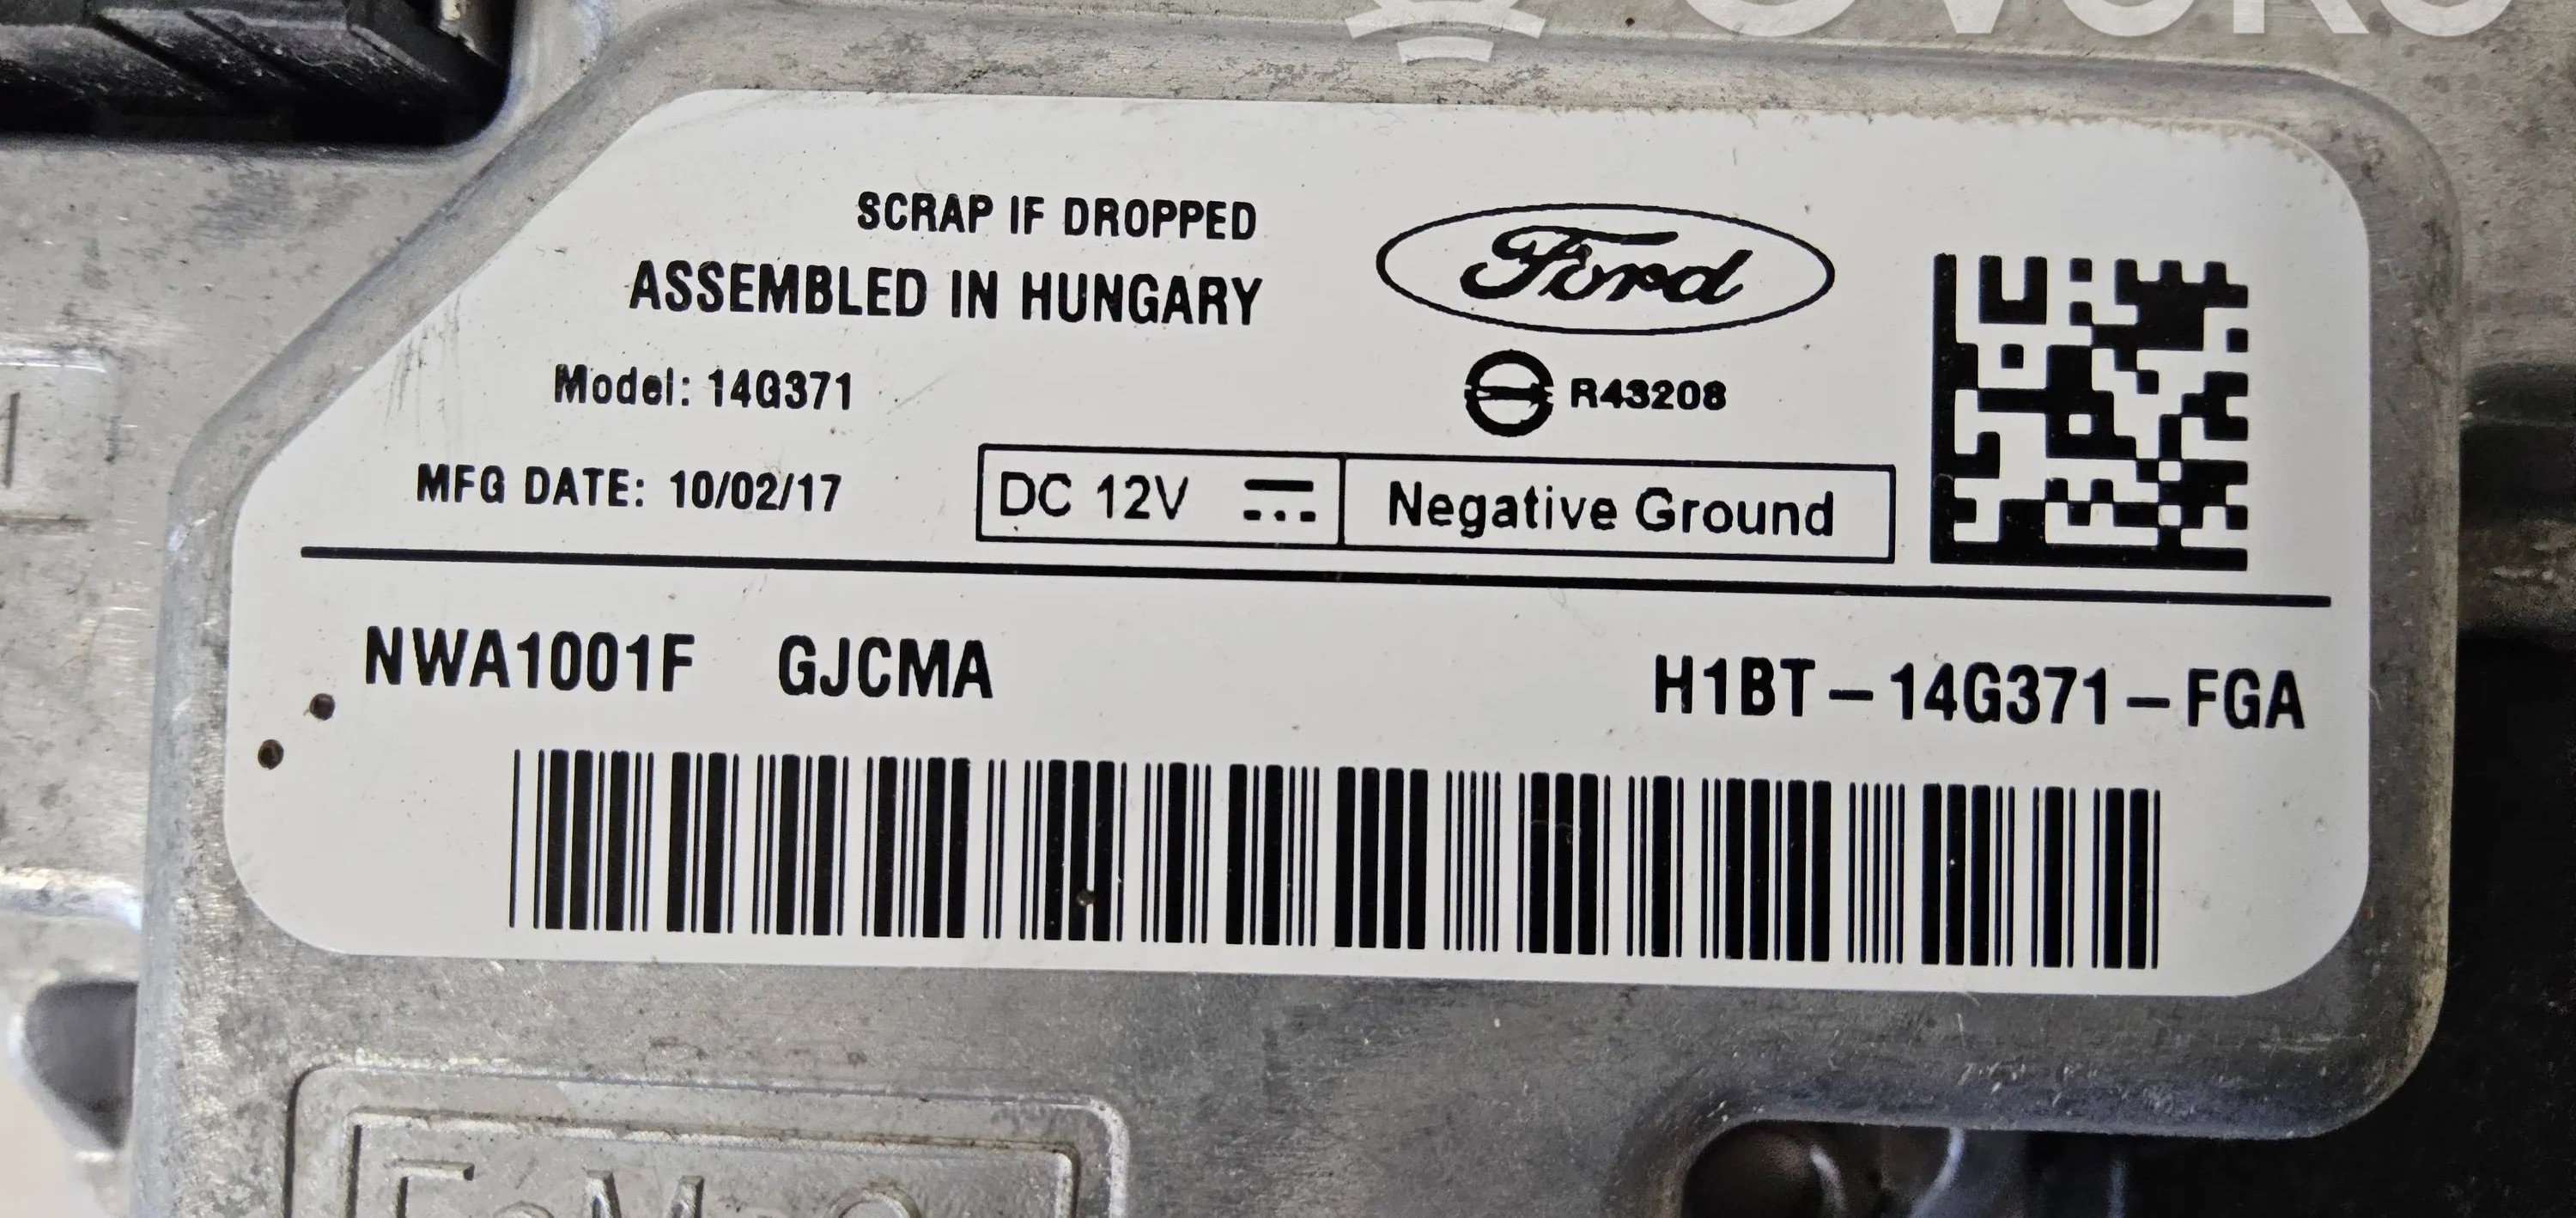 SCRAP IF DROPPED
ASSEMBLED IN HUNGARY
Ford
Model: 14G371
R43208
MFG DATE: 10/02/17
DC 12V
Negative Ground
NWA1001F GJCMA
H1BT-14G371-FGA
FoMoCo